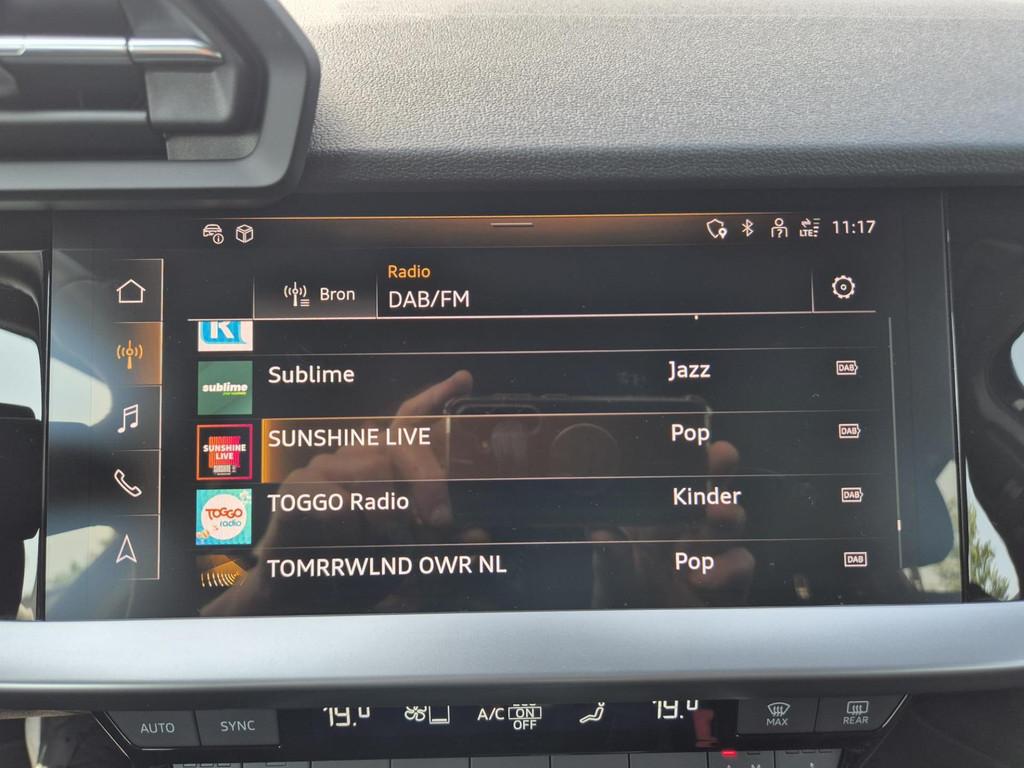 LTE 11:17
Radio
Bron DAB/FM
sublime Sublime Jazz DAB
SUNSHINE LIVE SUNSHINE LIVE Pop DAB
TOGGO radio TOGGO Radio Kinder DAB
TOMRRWLND OWR NL Pop DAB
AUTO SYNC 19.0 A/C ON OFF 19.0 MAX REAR